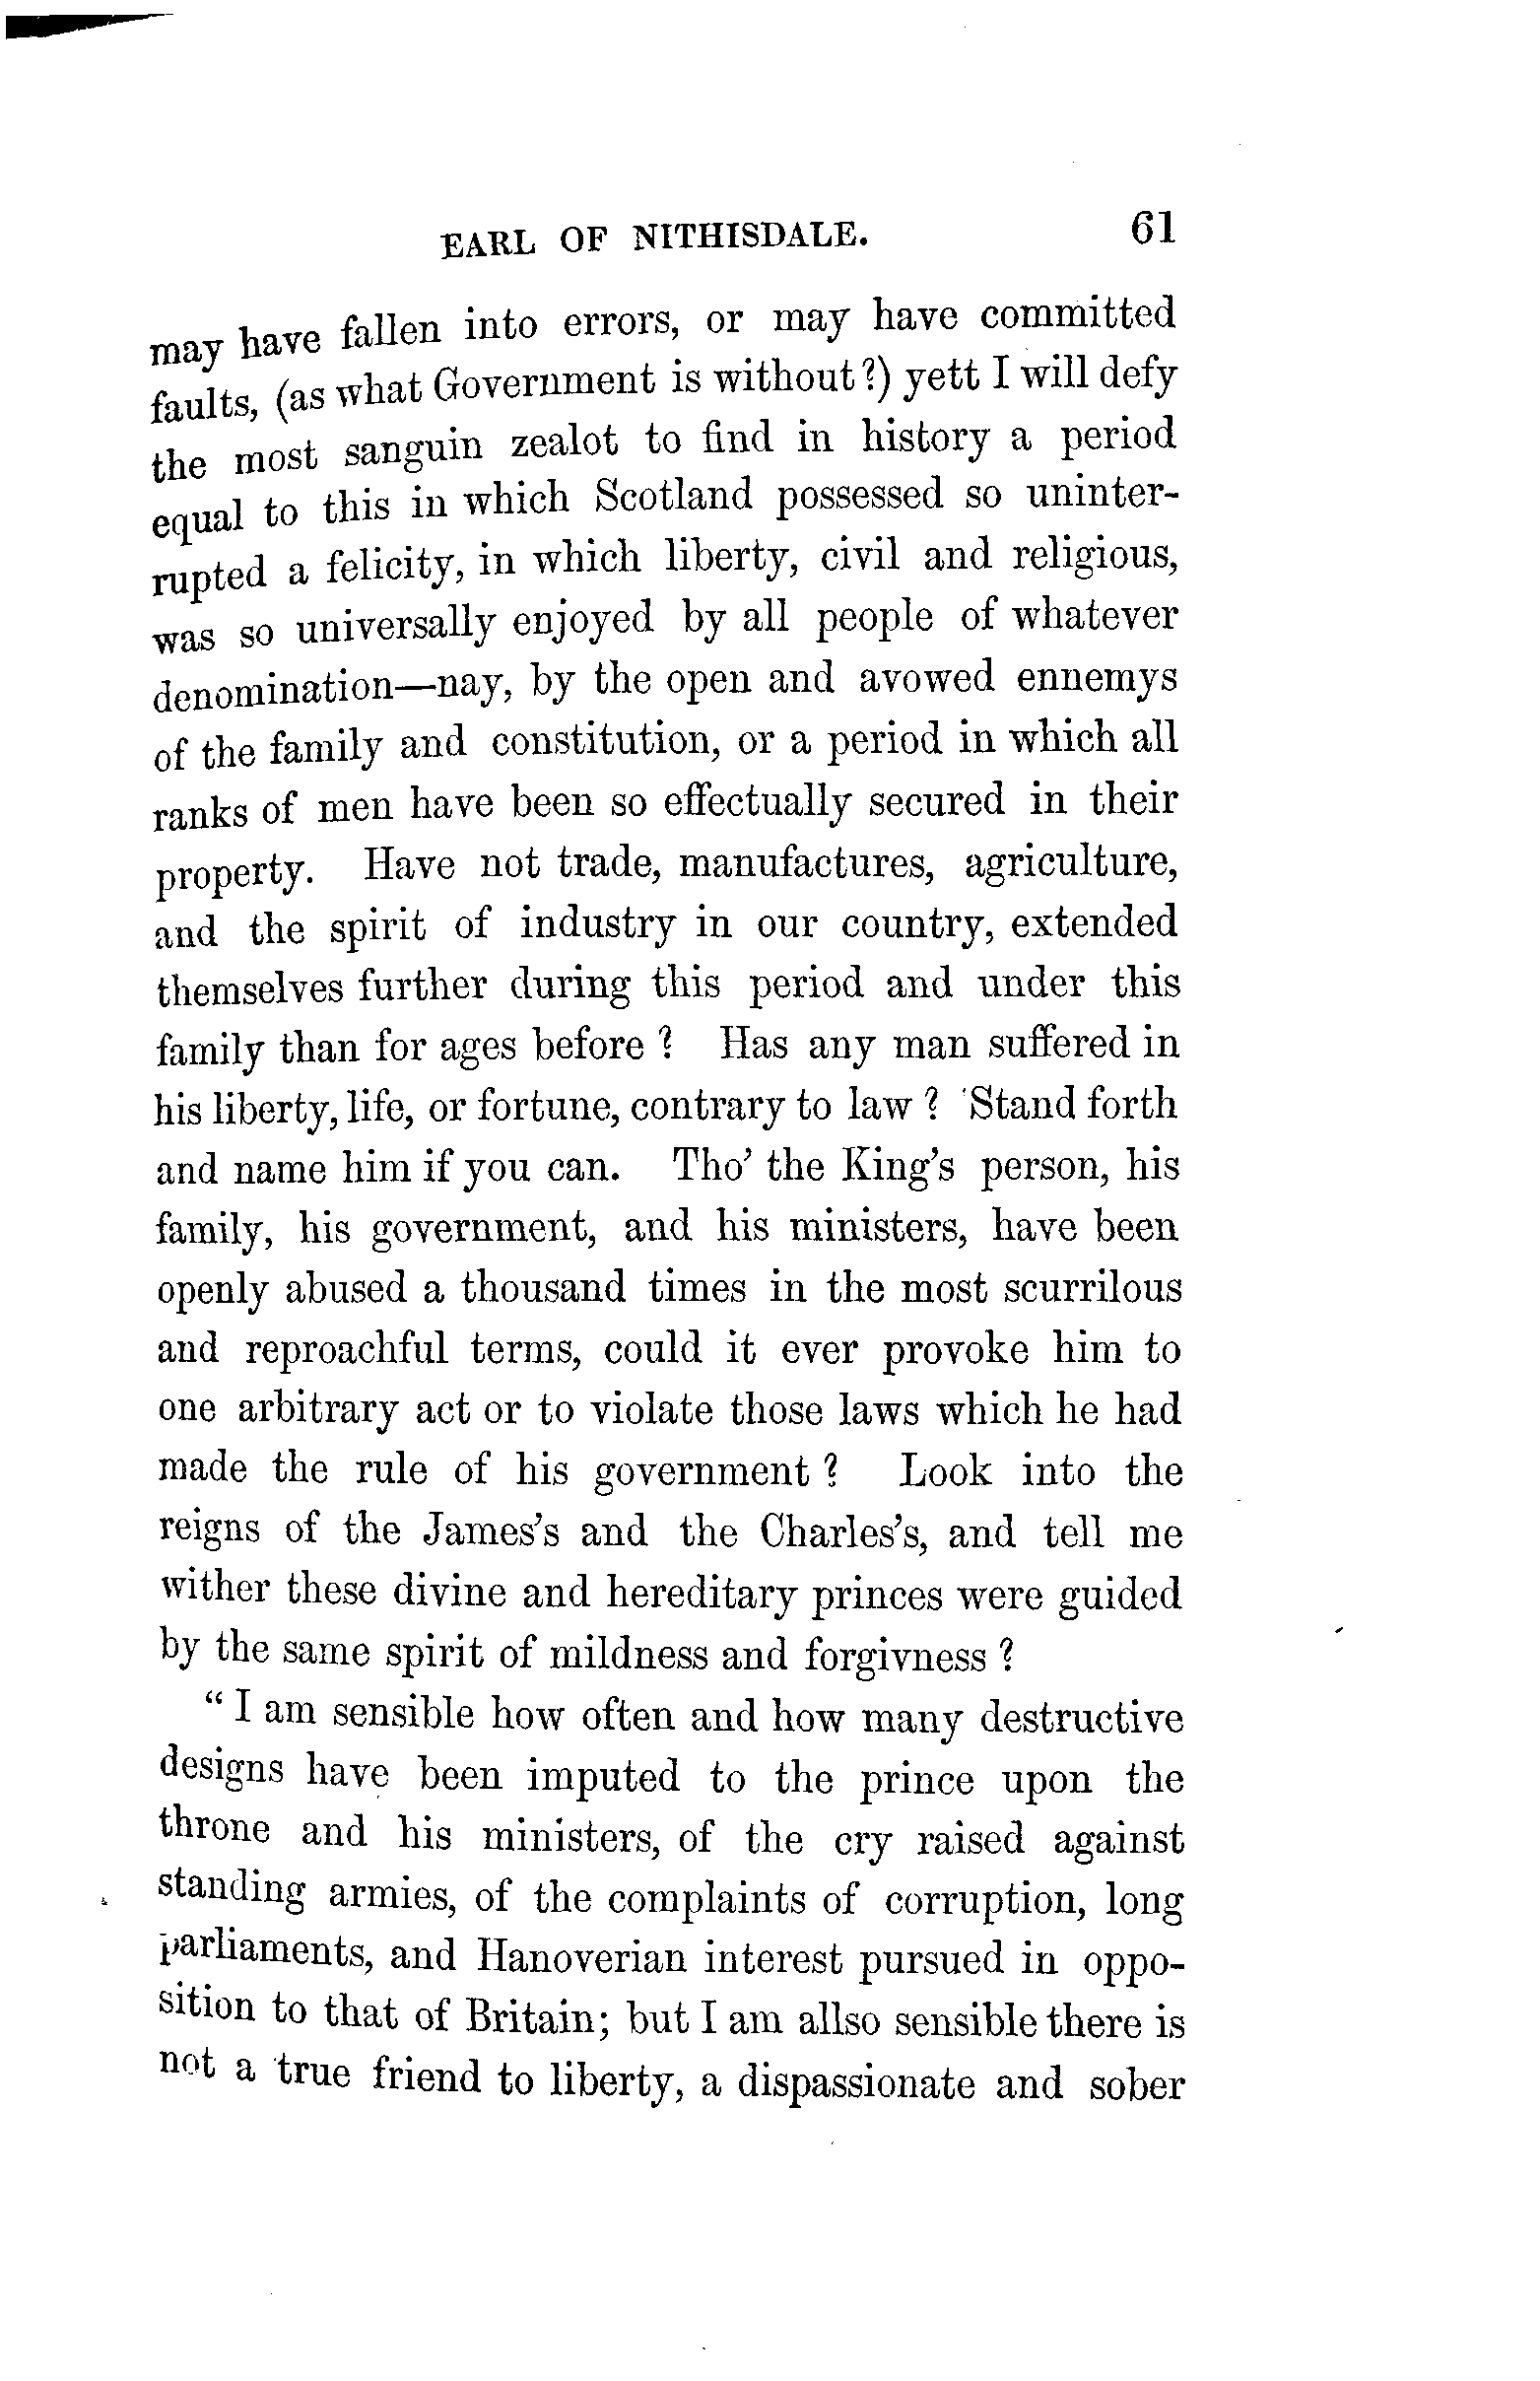 EARL OF NITHISDALE. 61
may have fallen into errors, or may have committed
faults, (as what Government is without?) yett I will defy
the most sanguin zealot to find in history a period
equal to this in which Scotland possessed so uninter-
rupted a felicity, in which liberty, civil and religious,
was so universally enjoyed by all people of whatever
denomination—nay, by the open and avowed ennemys
of the family and constitution, or a period in which all
ranks of men have been so effectually secured in their
property. Have not trade, manufactures, agriculture,
and the spirit of industry in our country, extended
themselves further during this period and under this
family than for ages before? Has any man suffered in
his liberty, life, or fortune, contrary to law? Stand forth
and name him if you can. Tho' the King's person, his
family, his government, and his ministers, have been
openly abused a thousand times in the most scurrilous
and reproachful terms, could it ever provoke him to
one arbitrary act or to violate those laws which he had
made the rule of his government? Look into the
reigns of the James's and the Charles's, and tell me
wither these divine and hereditary princes were guided
by the same spirit of mildness and forgivness?
"I am sensible how often and how many destructive
designs have been imputed to the prince upon the
throne and his ministers, of the cry raised against
standing armies, of the complaints of corruption, long
parliaments, and Hanoverian interest pursued in oppo-
sition to that of Britain; but I am allso sensible there is
not a true friend to liberty, a dispassionate and sober